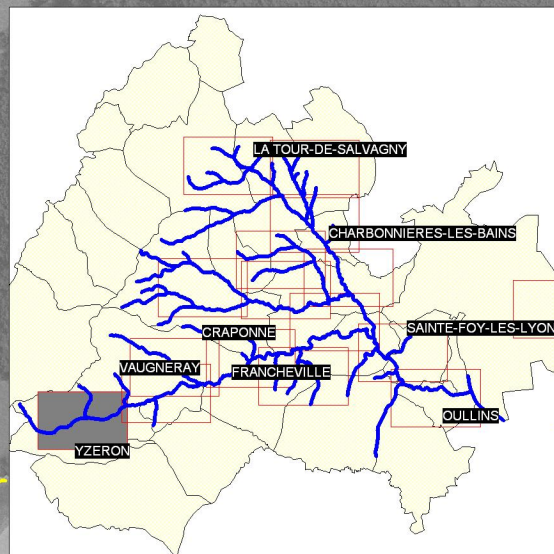 LA TOUR-DE-SALVAGNY
CHARBONNIERES-LES-BAINS
SAINTE-FOY-LES-LYON
CRAPONNE
VAUGNERAY
FRANCHEVILLE
OULLINS
YZERON